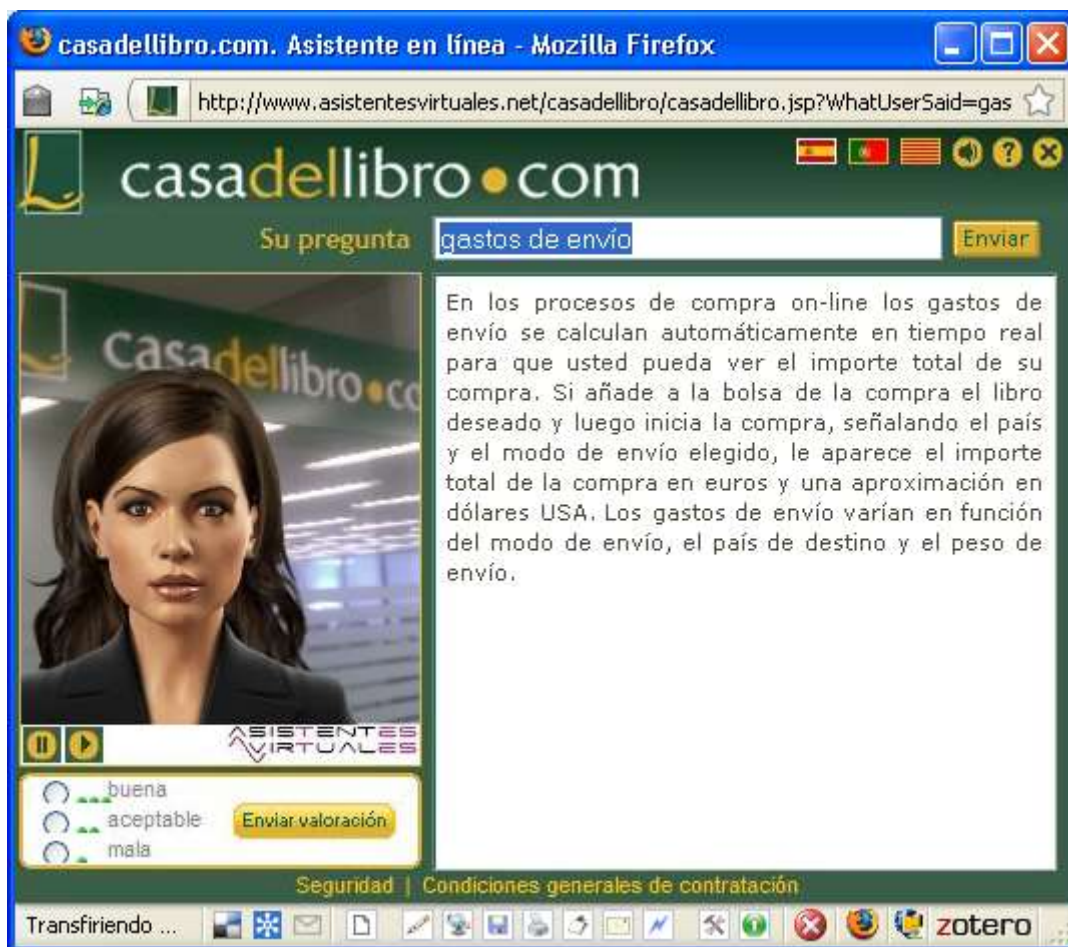 casadellibro.com. Asistente en línea - Mozilla Firefox
http://www.asistentesvirtuales.net/casadellibro/casadellibro.jsp?WhatUserSaid=gas
casadellibro.com
Su pregunta
gastos de envío
Enviar
casadellibro.co
En los procesos de compra on-line los gastos de
envío se calculan automáticamente en tiempo real
para que usted pueda ver el importe total de su
compra. Si añade a la bolsa de la compra el libro
deseado y luego inicia la compra, señalando el país
y el modo de envío elegido, le aparece el importe
total de la compra en euros y una aproximación en
dólares USA. Los gastos de envío varían en función
del modo de envío, el país de destino y el peso de
envío.
ASISTENTES
VIRTUALES
buena
aceptable
mala
Enviar valoración
Seguridad | Condiciones generales de contratación
Transfiriendo ...
zotero